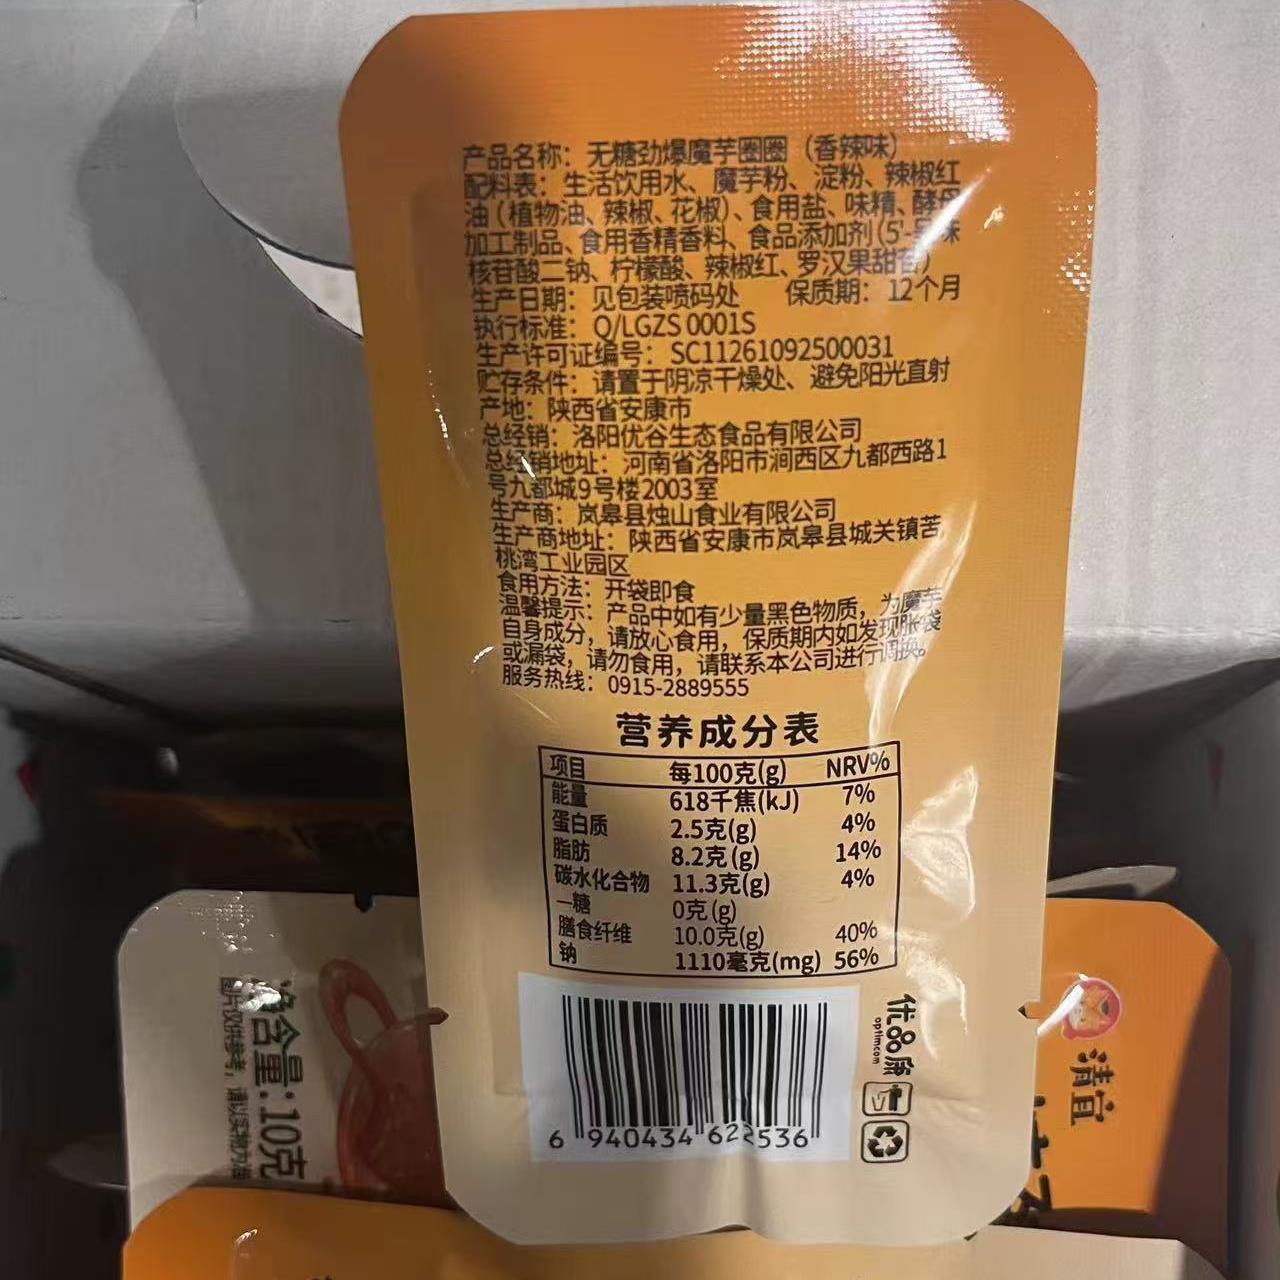 产品名称：无糖劲爆魔芋圈圈（香辣味）
配料表：生活饮用水、魔芋粉、淀粉、辣椒红
油（植物油、辣椒、花椒）、食用盐、味精、酵母
加工制品、食用香精香料、食品添加剂（5'-呈味
核苷酸二钠、柠檬酸、辣椒红、罗汉果甜苷）
生产日期：见包装喷码处 保质期：12个月
执行标准：Q/LGZS 0001S
生产许可证编号：SC11261092500031
贮存条件：请置于阴凉干燥处、避免阳光直射
产地：陕西省安康市
总经销：洛阳优谷生态食品有限公司
总经销地址：河南省洛阳市涧西区九都西路1
号九都城9号楼2003室
生产商：岚皋县烛山食业有限公司
生产商地址：陕西省安康市岚皋县城关镇苦
桃湾工业园区
食用方法：开袋即食
温馨提示：产品中如有少量黑色物质，为魔芋
自身成分，请放心食用，保质期内如发现胀袋
或漏袋，请勿食用，请联系本公司进行调换。
服务热线：0915-2889555
营养成分表
项目 每100克(g) NRV%
能量 618千焦(kJ) 7%
蛋白质 2.5克(g) 4%
脂肪 8.2克(g) 14%
碳水化合物 11.3克(g) 4%
—糖 0克(g)
膳食纤维 10.0克(g) 40%
钠 1110毫克(mg) 56%
6 940434 622536
优品康
optimcom
净含量：10克
图片仅供参考，请以实物为准
清宜